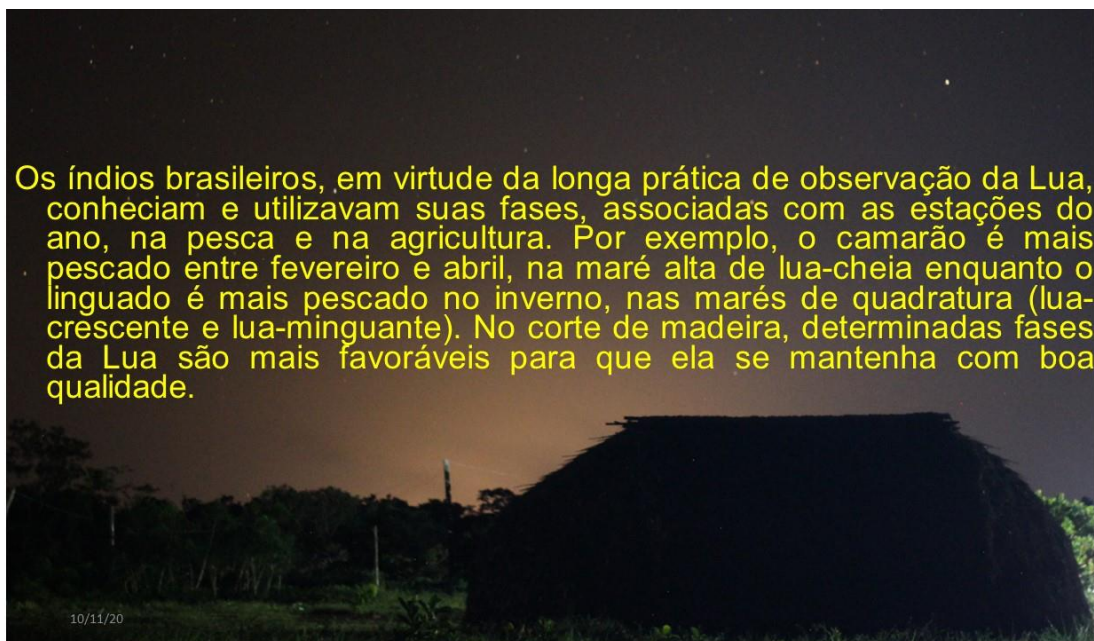 Os índios brasileiros, em virtude da longa prática de observação da Lua,
conheciam e utilizavam suas fases, associadas com as estações do
ano, na pesca e na agricultura. Por exemplo, o camarão é mais
pescado entre fevereiro e abril, na maré alta de lua-cheia enquanto o
linguado é mais pescado no inverno, nas marés de quadratura (lua-
crescente e lua-minguante). No corte de madeira, determinadas fases
da Lua são mais favoráveis para que ela se mantenha com boa
qualidade.
10/11/20